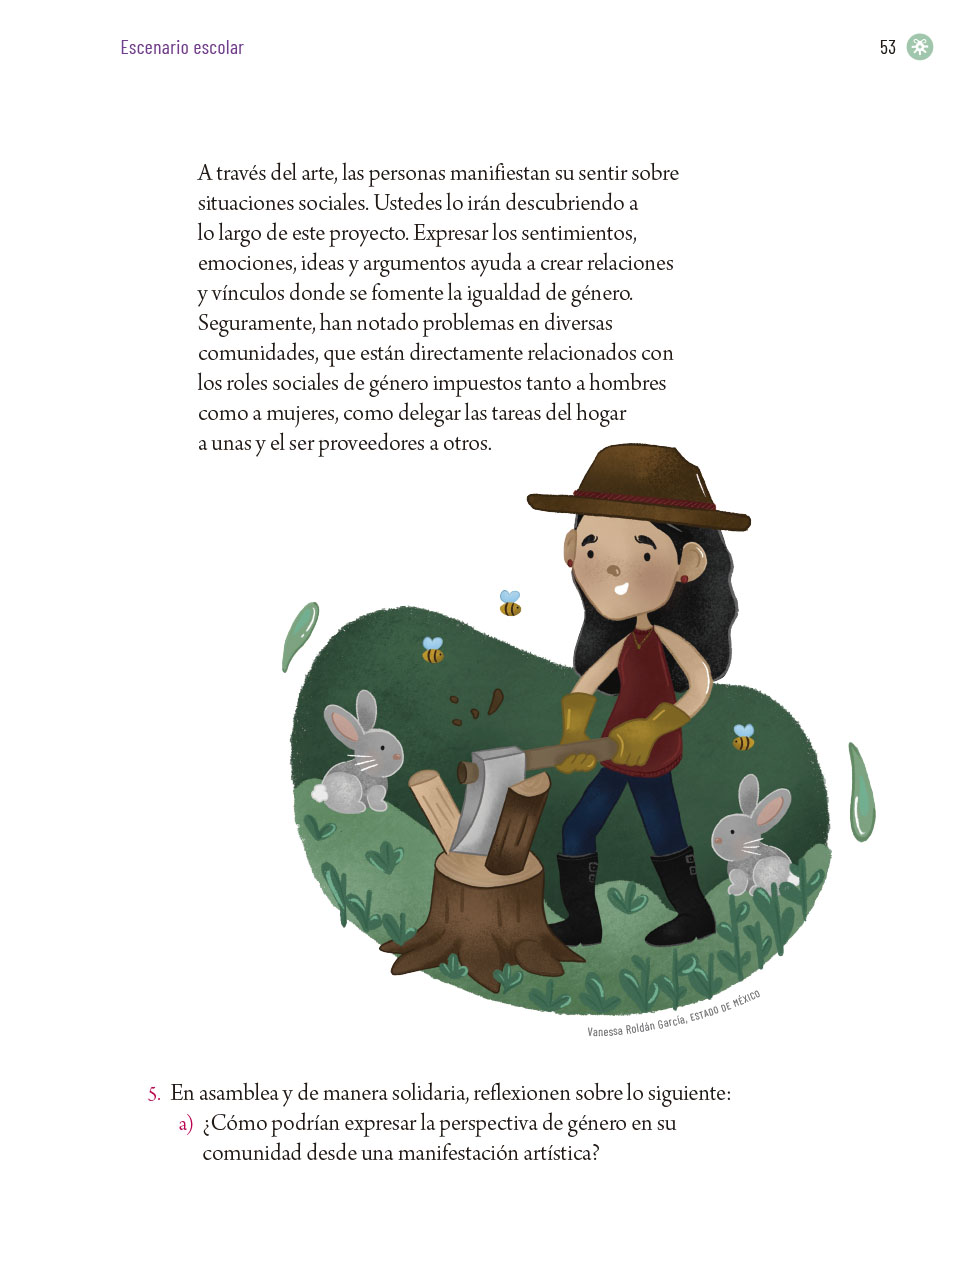 Escenario escolar
53
A través del arte, las personas manifiestan su sentir sobre
situaciones sociales. Ustedes lo irán descubriendo a
lo largo de este proyecto. Expresar los sentimientos,
emociones, ideas y argumentos ayuda a crear relaciones
y vínculos donde se fomente la igualdad de género.
Seguramente, han notado problemas en diversas
comunidades, que están directamente relacionados con
los roles sociales de género impuestos tanto a hombres
como a mujeres, como delegar las tareas del hogar
a unas y el ser proveedores a otros.
Vanessa Roldán García, ESTADO DE MÉXICO
5. En asamblea y de manera solidaria, reflexionen sobre lo siguiente:
a) ¿Cómo podrían expresar la perspectiva de género en su
comunidad desde una manifestación artística?